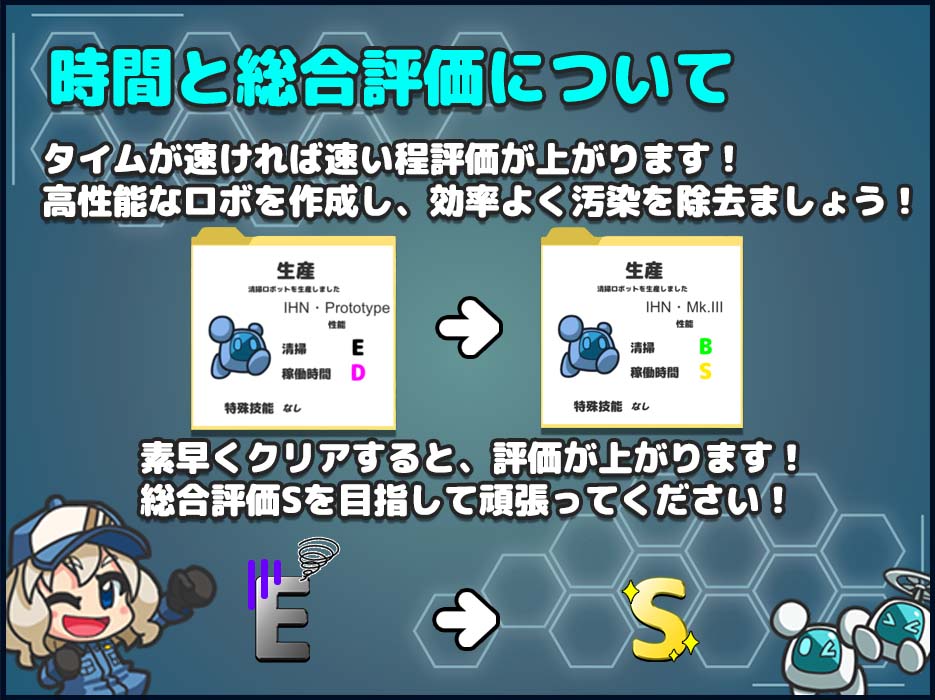 時間と総合評価について
タイムが速ければ速い程評価が上がります！
高性能なロボを作成し、効率よく汚染を除去ましょう！
生産
清掃ロボットを生産しました
IHN・Prototype
性能
清掃 E
稼働時間 D
特殊技能 なし
生産
清掃ロボットを生産しました
IHN・Mk.III
性能
清掃 B
稼働時間 S
特殊技能 なし
素早くクリアすると、評価が上がります！
総合評価Sを目指して頑張ってください！
E
S